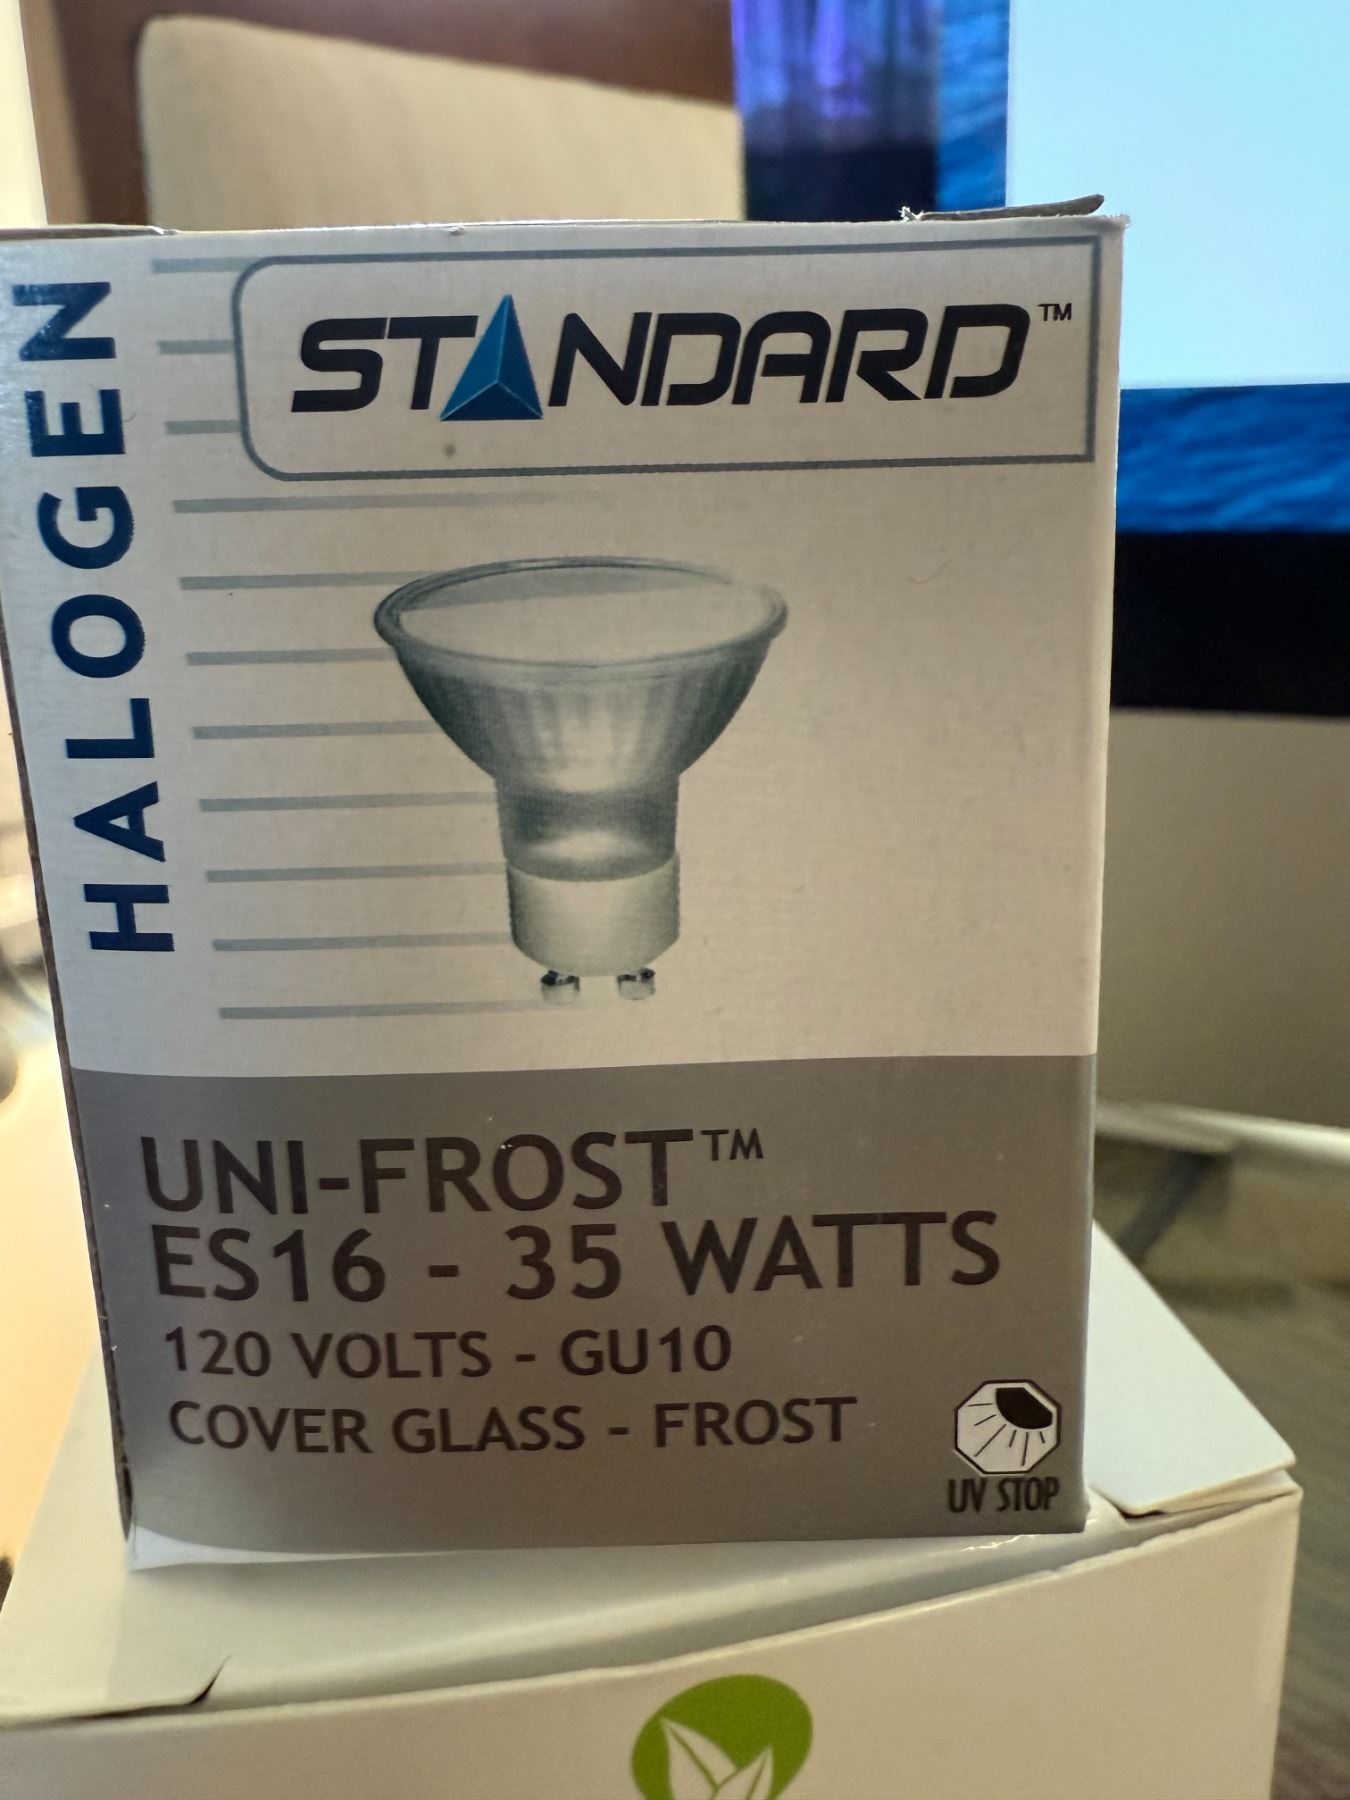 HALOGEN
STANDARD™
UNI-FROST™
ES16 - 35 WATTS
120 VOLTS - GU10
COVER GLASS - FROST
UV STOP